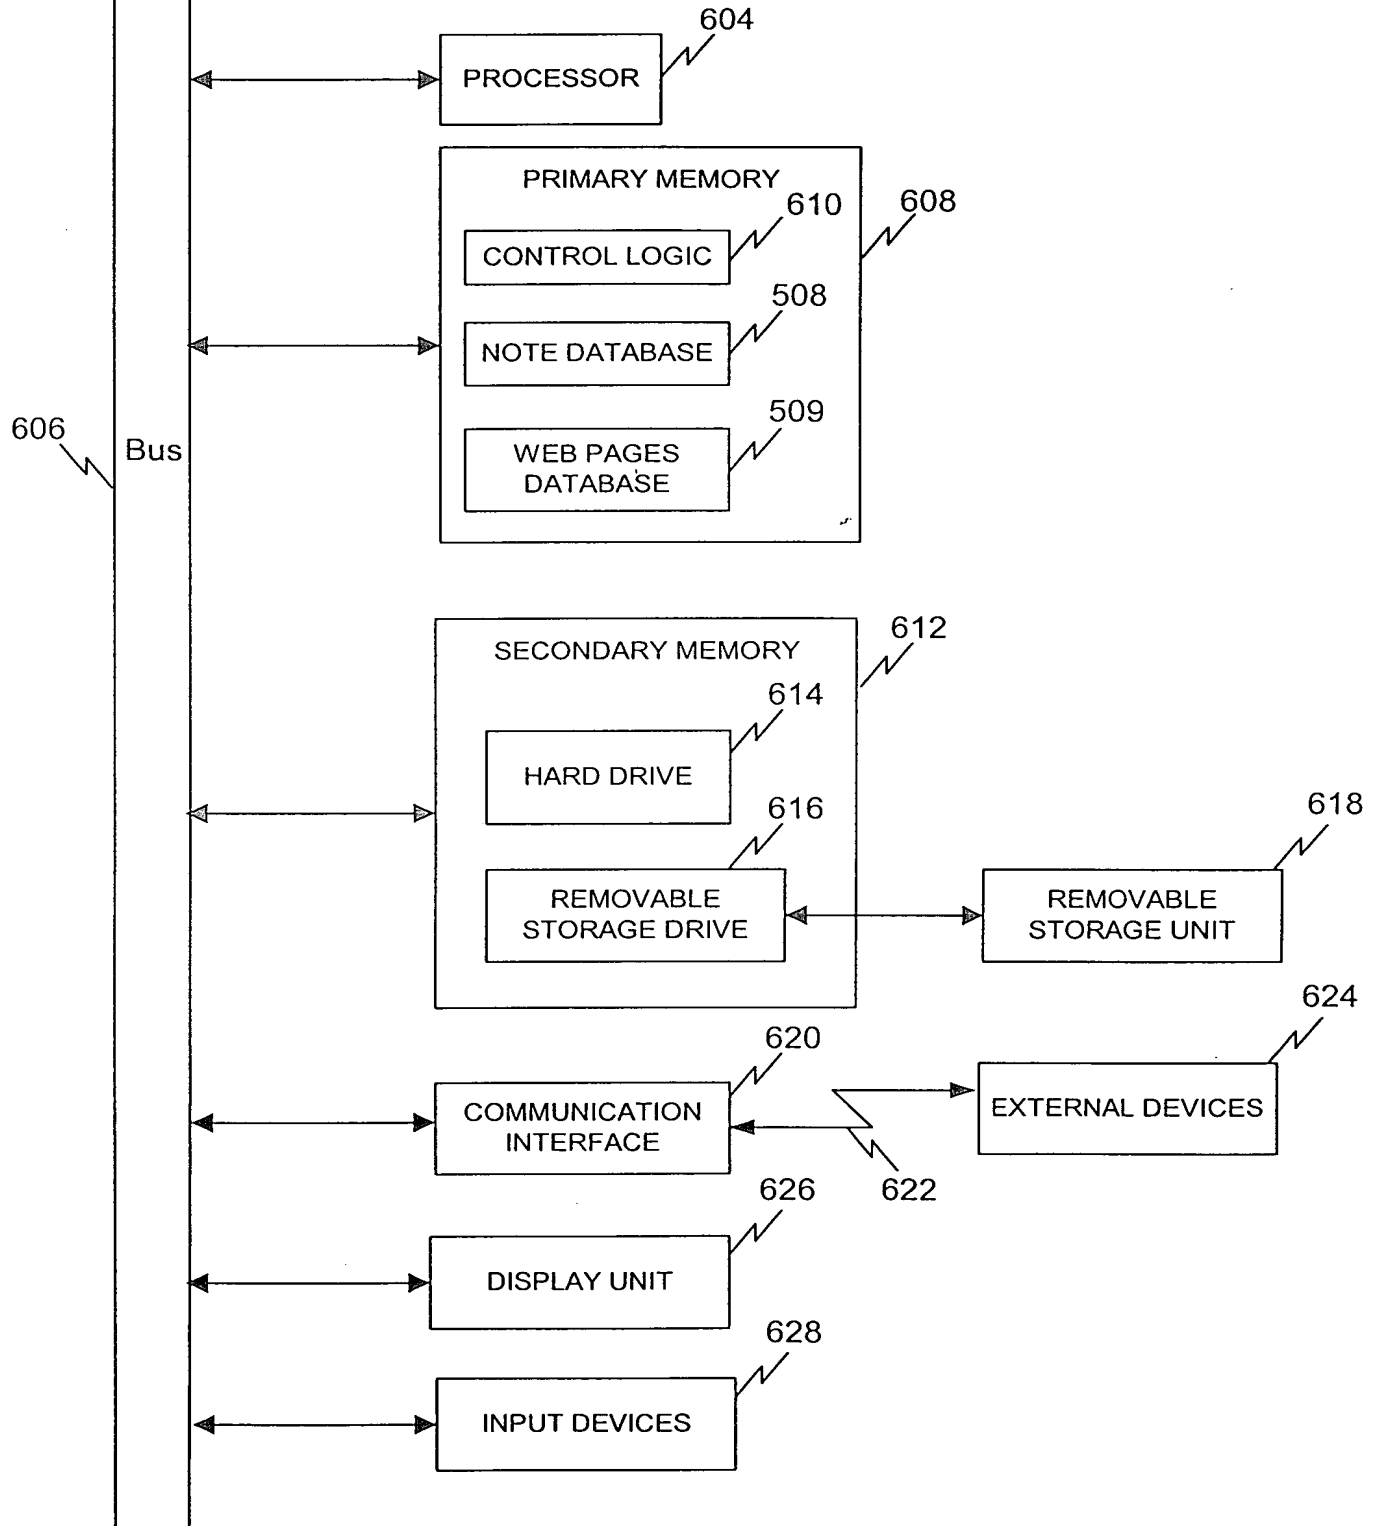 604
PROCESSOR
PRIMARY MEMORY
610
608
CONTROL LOGIC
508
NOTE DATABASE
509
606
Bus
WEB PAGES
DATABASE
612
SECONDARY MEMORY
614
HARD DRIVE
616
618
REMOVABLE
STORAGE DRIVE
REMOVABLE
STORAGE UNIT
624
620
COMMUNICATION
INTERFACE
EXTERNAL DEVICES
622
626
DISPLAY UNIT
628
INPUT DEVICES